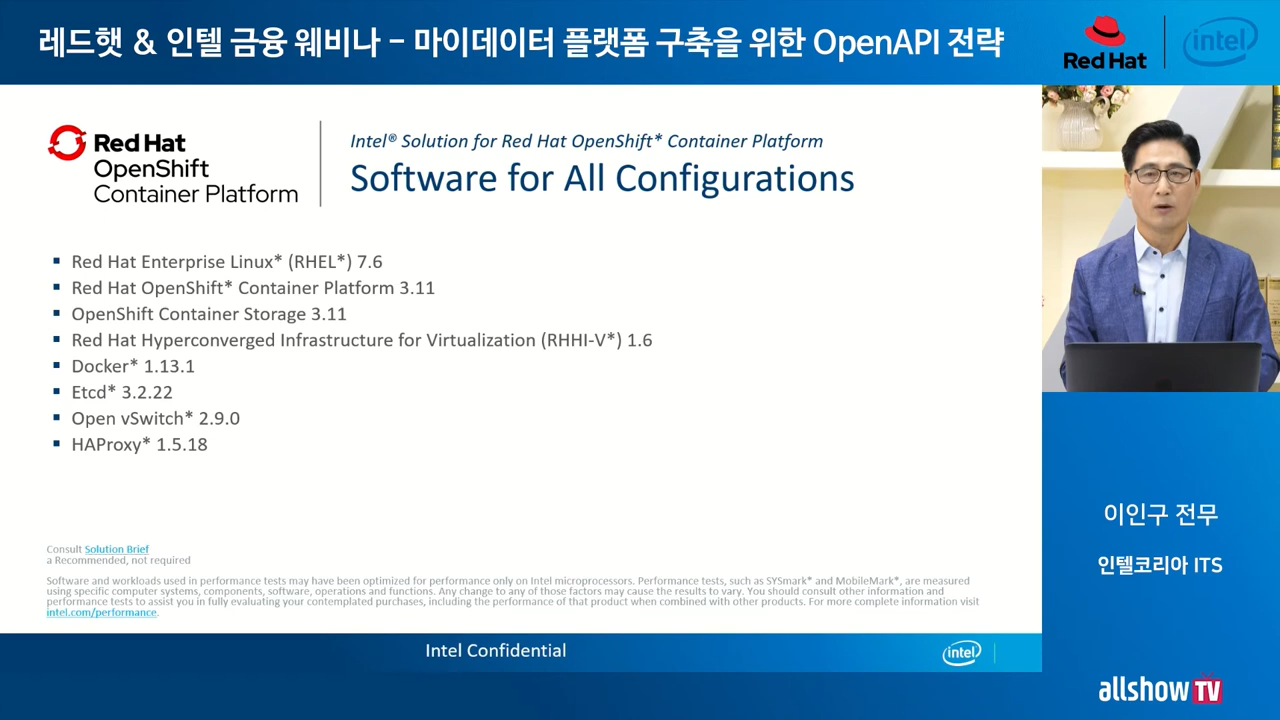 레드햇 & 인텔 금융 웨비나 – 마이데이터 플랫폼 구축을 위한 OpenAPI 전략
Red Hat
intel
Red Hat
OpenShift
Container Platform
Intel® Solution for Red Hat OpenShift* Container Platform
Software for All Configurations
▪ Red Hat Enterprise Linux* (RHEL*) 7.6
▪ Red Hat OpenShift* Container Platform 3.11
▪ OpenShift Container Storage 3.11
▪ Red Hat Hyperconverged Infrastructure for Virtualization (RHHI-V*) 1.6
▪ Docker* 1.13.1
▪ Etcd* 3.2.22
▪ Open vSwitch* 2.9.0
▪ HAProxy* 1.5.18
Consult Solution Brief
a Recommended, not required
Software and workloads used in performance tests may have been optimized for performance only on Intel microprocessors. Performance tests, such as SYSmark* and MobileMark*, are measured
using specific computer systems, components, software, operations and functions. Any change to any of those factors may cause the results to vary. You should consult other information and
performance tests to assist you in fully evaluating your contemplated purchases, including the performance of that product when combined with other products. For more complete information visit
intel.com/performance.
Intel Confidential
intel
이인구 전무
인텔코리아 ITS
allshowTV